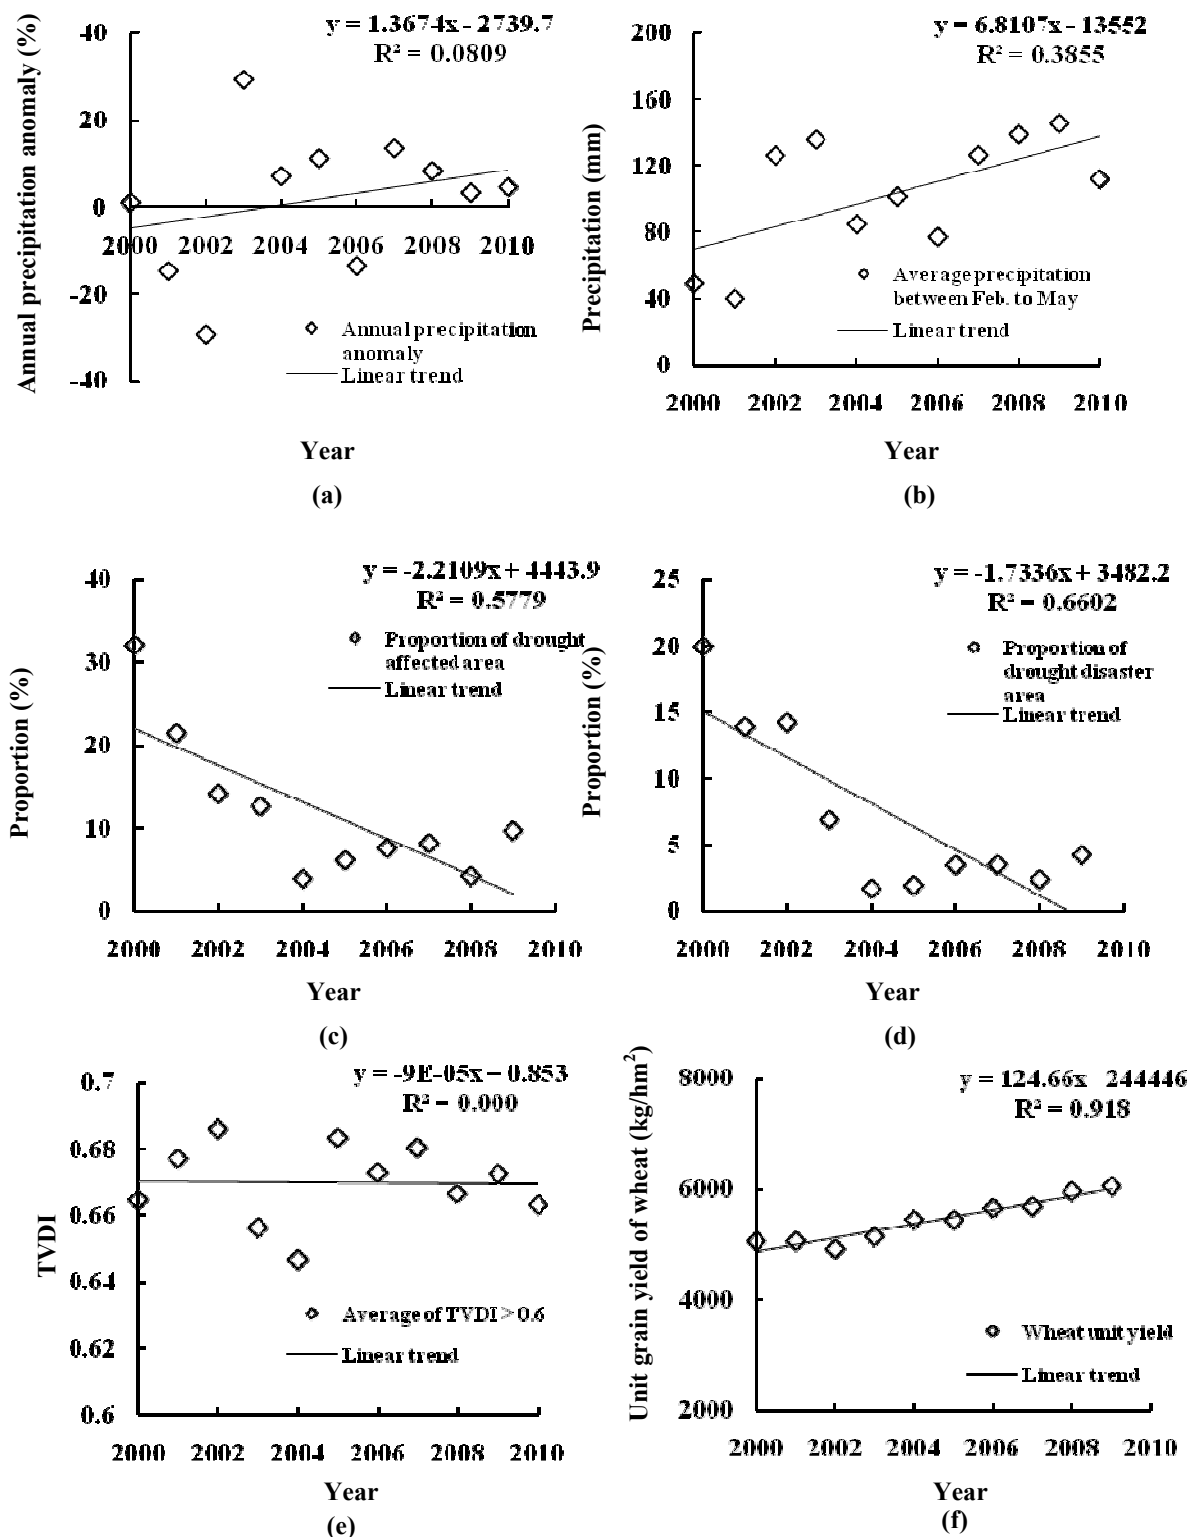 y = 1.3674x - 2739.7
R² = 0.0809
Annual precipitation anomaly (%)
40
20
0
-20
-40
2000 2002 2004 2006 2008 2010
Annual precipitation
anomaly
Linear trend
Year
(a)
y = 6.8107x - 13552
R² = 0.3855
Precipitation (mm)
200
160
120
80
40
0
Average precipitation
between Feb. to May
Linear trend
2000 2002 2004 2006 2008 2010
Year
(b)
y = -2.2109x + 4443.9
R² = 0.5779
Proportion (%)
40
30
20
10
0
Proportion of drought
affected area
Linear trend
2000 2002 2004 2006 2008 2010
Year
(c)
y = -1.7336x + 3482.2
R² = 0.6602
Proportion (%)
25
20
15
10
5
0
Proportion of
drought disaster
area
Linear trend
2000 2002 2004 2006 2008 2010
Year
(d)
y = -9E-05x - 0.853
R² = 0.000
TVDI
0.7
0.68
0.66
0.64
0.62
0.6
Average of TVDI > 0.6
Linear trend
2000 2002 2004 2006 2008 2010
Year
(e)
y = 124.66x 244446
R² = 0.918
Unit grain yield of wheat (kg/hm²)
8000
6000
4000
2000
Wheat unit yield
Linear trend
2000 2002 2004 2006 2008 2010
Year
(f)